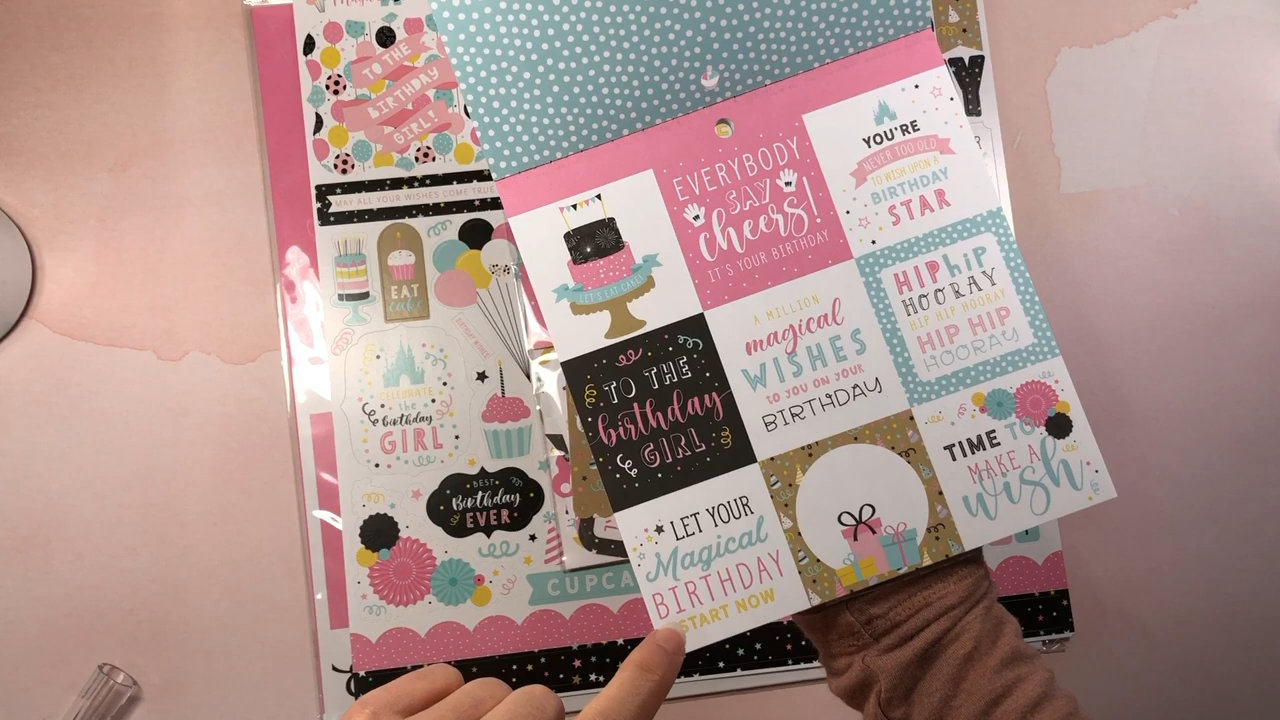 TO THE
BIRTHDAY
GIRL!
MAY ALL YOUR WISHES COME TRUE
EAT
cake
BIRTHDAY WISHES
CELEBRATE
the
birthday
GIRL
BEST
Birthday
EVER
CUPCA
LET'S EAT CAKE!
EVERYBODY
SAY
cheers!
IT'S YOUR BIRTHDAY
YOU'RE
NEVER TOO OLD
TO WISH UPON A
BIRTHDAY
STAR
TO THE
birthday
GIRL
A MILLION
magical
WISHES
TO YOU ON YOUR
BIRTHDAY
HIP hip
HOORAY
HIP HIP HOORAY
HIP HIP
HOORAY
LET YOUR
Magical
BIRTHDAY
START NOW
TIME TO
MAKE A
wish
Y